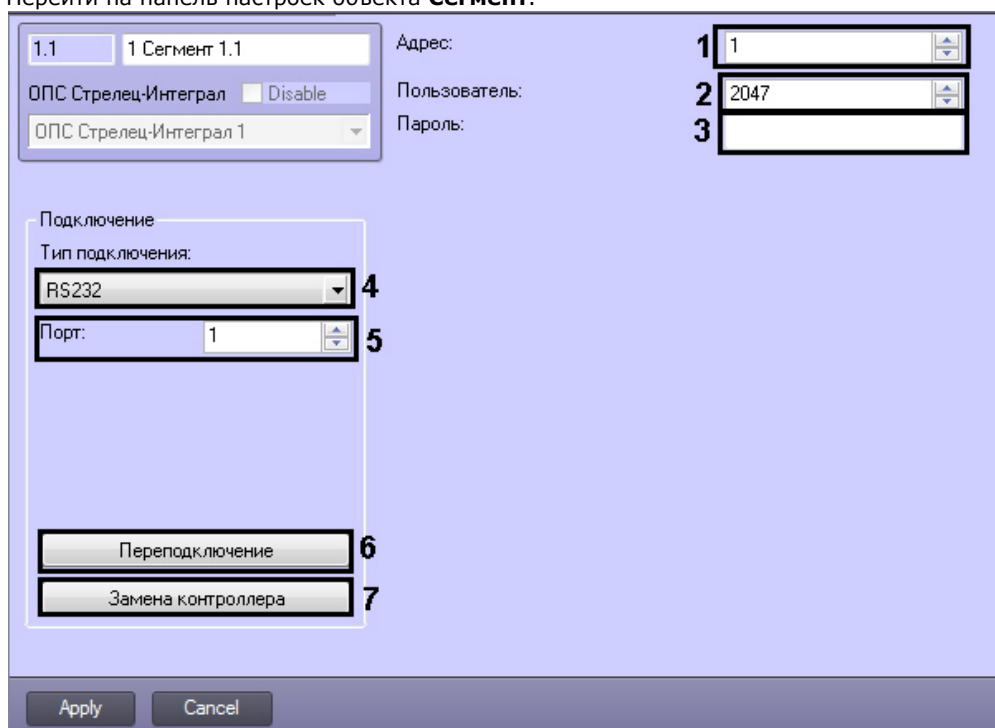 Перейти на панель настроек объекта Сегмент.
1.1 1 Сегмент 1.1
ОПС Стрелец-Интеграл Disable
ОПС Стрелец-Интеграл 1
Адрес: 1 1
Пользователь: 2 2047
Пароль: 3
Подключение
Тип подключения:
RS232 4
Порт: 1 5
Переподключение 6
Замена контроллера 7
Apply Cancel